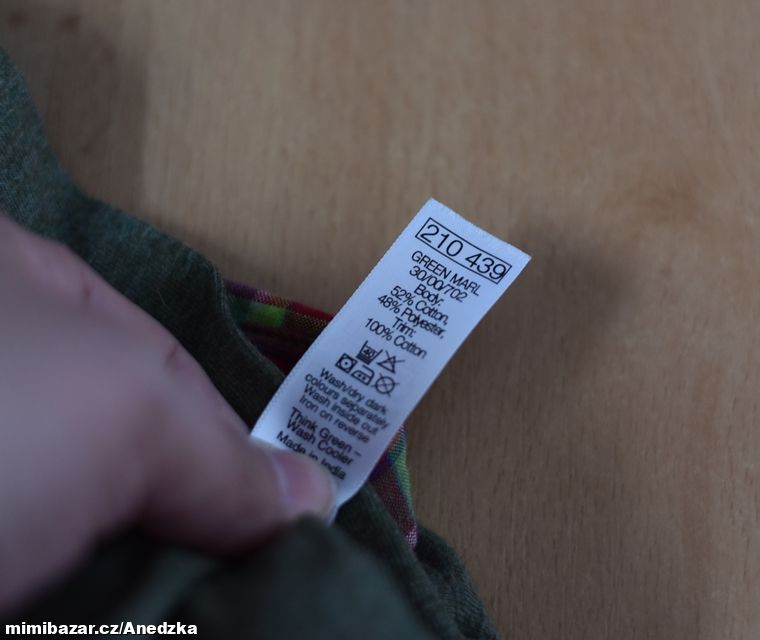 210 439
GREEN MARL
30/00/702
Body:
52% Cotton,
48% Polyester,
Trim:
100% Cotton
Wash/dry dark
colours separately
Wash inside out
Iron on reverse
Think Green –
Wash Cooler
Made in India
mimibazar.cz/Anedzka